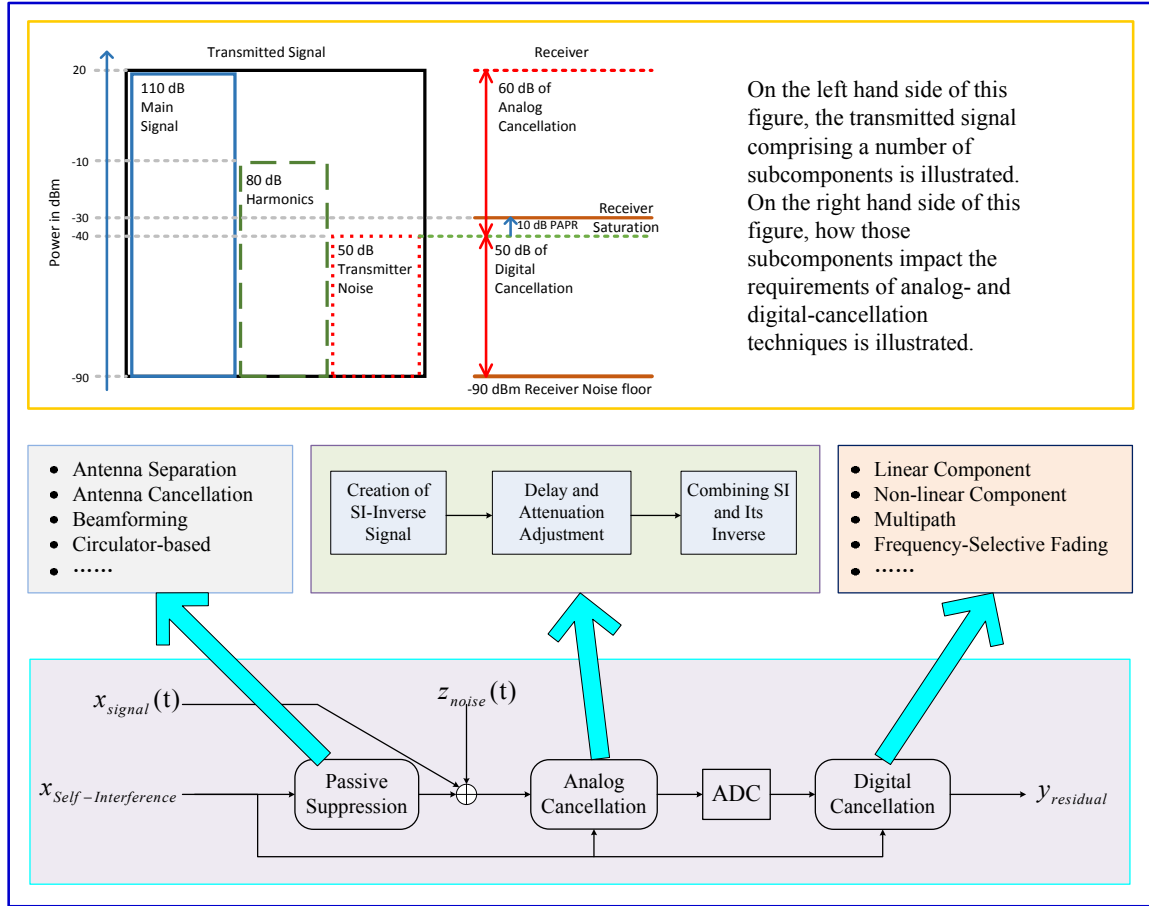 Transmitted Signal
Receiver
Power in dBm
20
-10
-30
-40
-90
110 dB
Main
Signal
80 dB
Harmonics
50 dB
Transmitter
Noise
60 dB of
Analog
Cancellation
Receiver
Saturation
10 dB PAPR
50 dB of
Digital
Cancellation
-90 dBm Receiver Noise floor
On the left hand side of this
figure, the transmitted signal
comprising a number of
subcomponents is illustrated.
On the right hand side of this
figure, how those
subcomponents impact the
requirements of analog- and
digital-cancellation
techniques is illustrated.
• Antenna Separation
• Antenna Cancellation
• Beamforming
• Circulator-based
• ……
Creation of
SI-Inverse
Signal
Delay and
Attenuation
Adjustment
Combining SI
and Its
Inverse
• Linear Component
• Non-linear Component
• Multipath
• Frequency-Selective Fading
• ……
x_signal(t)
z_noise(t)
x_Self-Interference
Passive
Suppression
Analog
Cancellation
ADC
Digital
Cancellation
y_residual